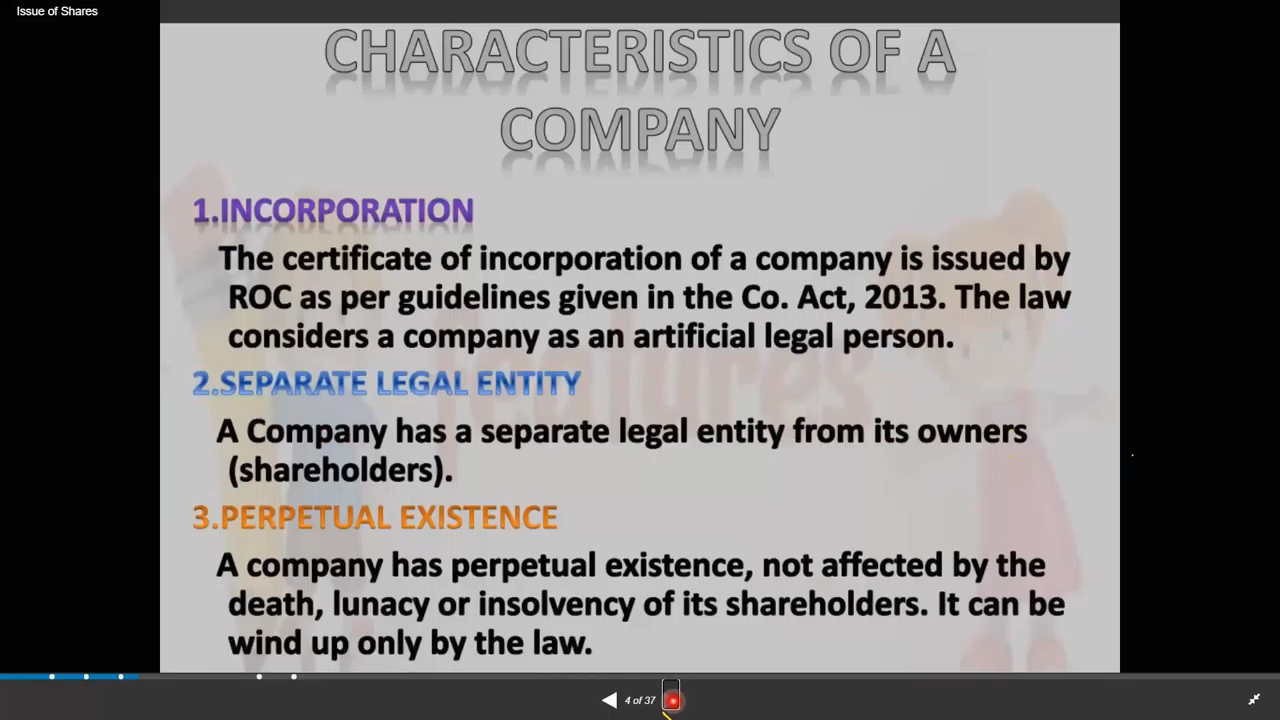 Issue of Shares
CHARACTERISTICS OF A
COMPANY
1.INCORPORATION
The certificate of incorporation of a company is issued by
ROC as per guidelines given in the Co. Act, 2013. The law
considers a company as an artificial legal person.
2.SEPARATE LEGAL ENTITY
A Company has a separate legal entity from its owners
(shareholders).
3.PERPETUAL EXISTENCE
A company has perpetual existence, not affected by the
death, lunacy or insolvency of its shareholders. It can be
wind up only by the law.
features
4 of 37